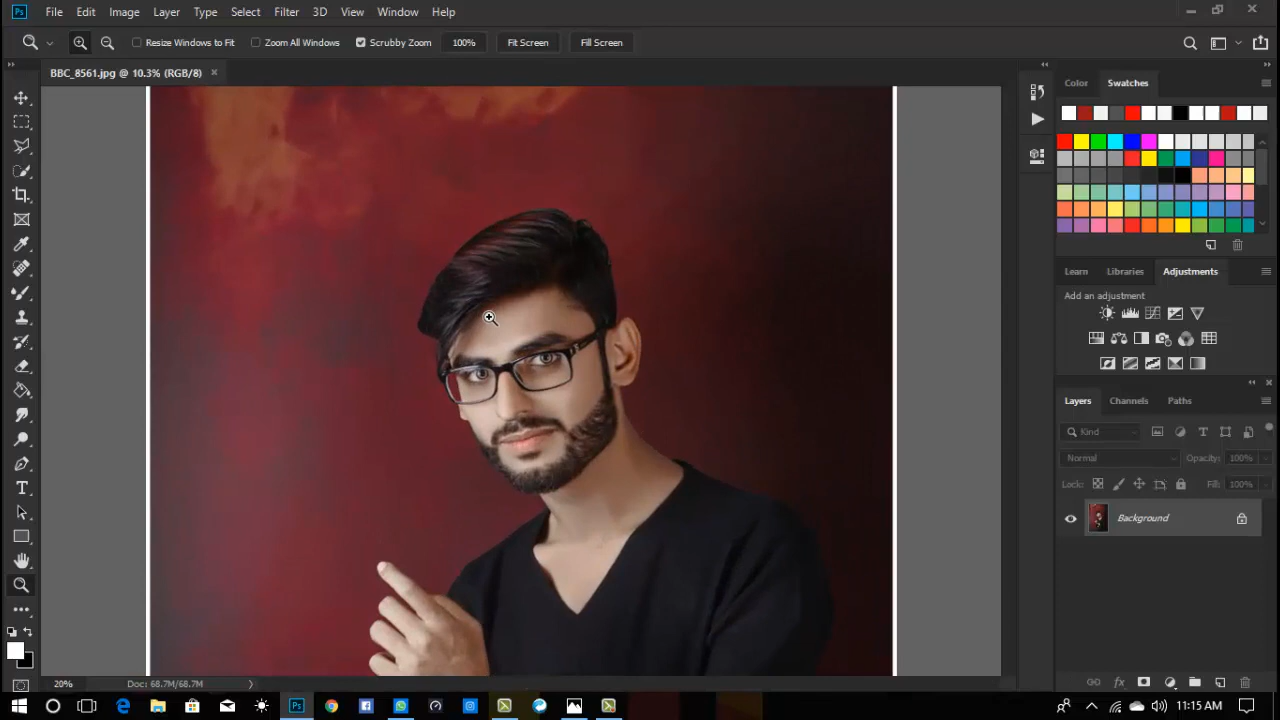 Ps File Edit Image Layer Type Select Filter 3D View Window Help
Resize Windows to Fit Zoom All Windows Scrubby Zoom 100% Fit Screen Fill Screen
BBC_8561.jpg @ 10.3% (RGB/8)
Color Swatches
Learn Libraries Adjustments
Add an adjustment
Layers Channels Paths
Kind
Normal Opacity: 100%
Lock: Fill: 100%
Background
20% Doc: 68.7M/68.7M
Ps 11:15 AM